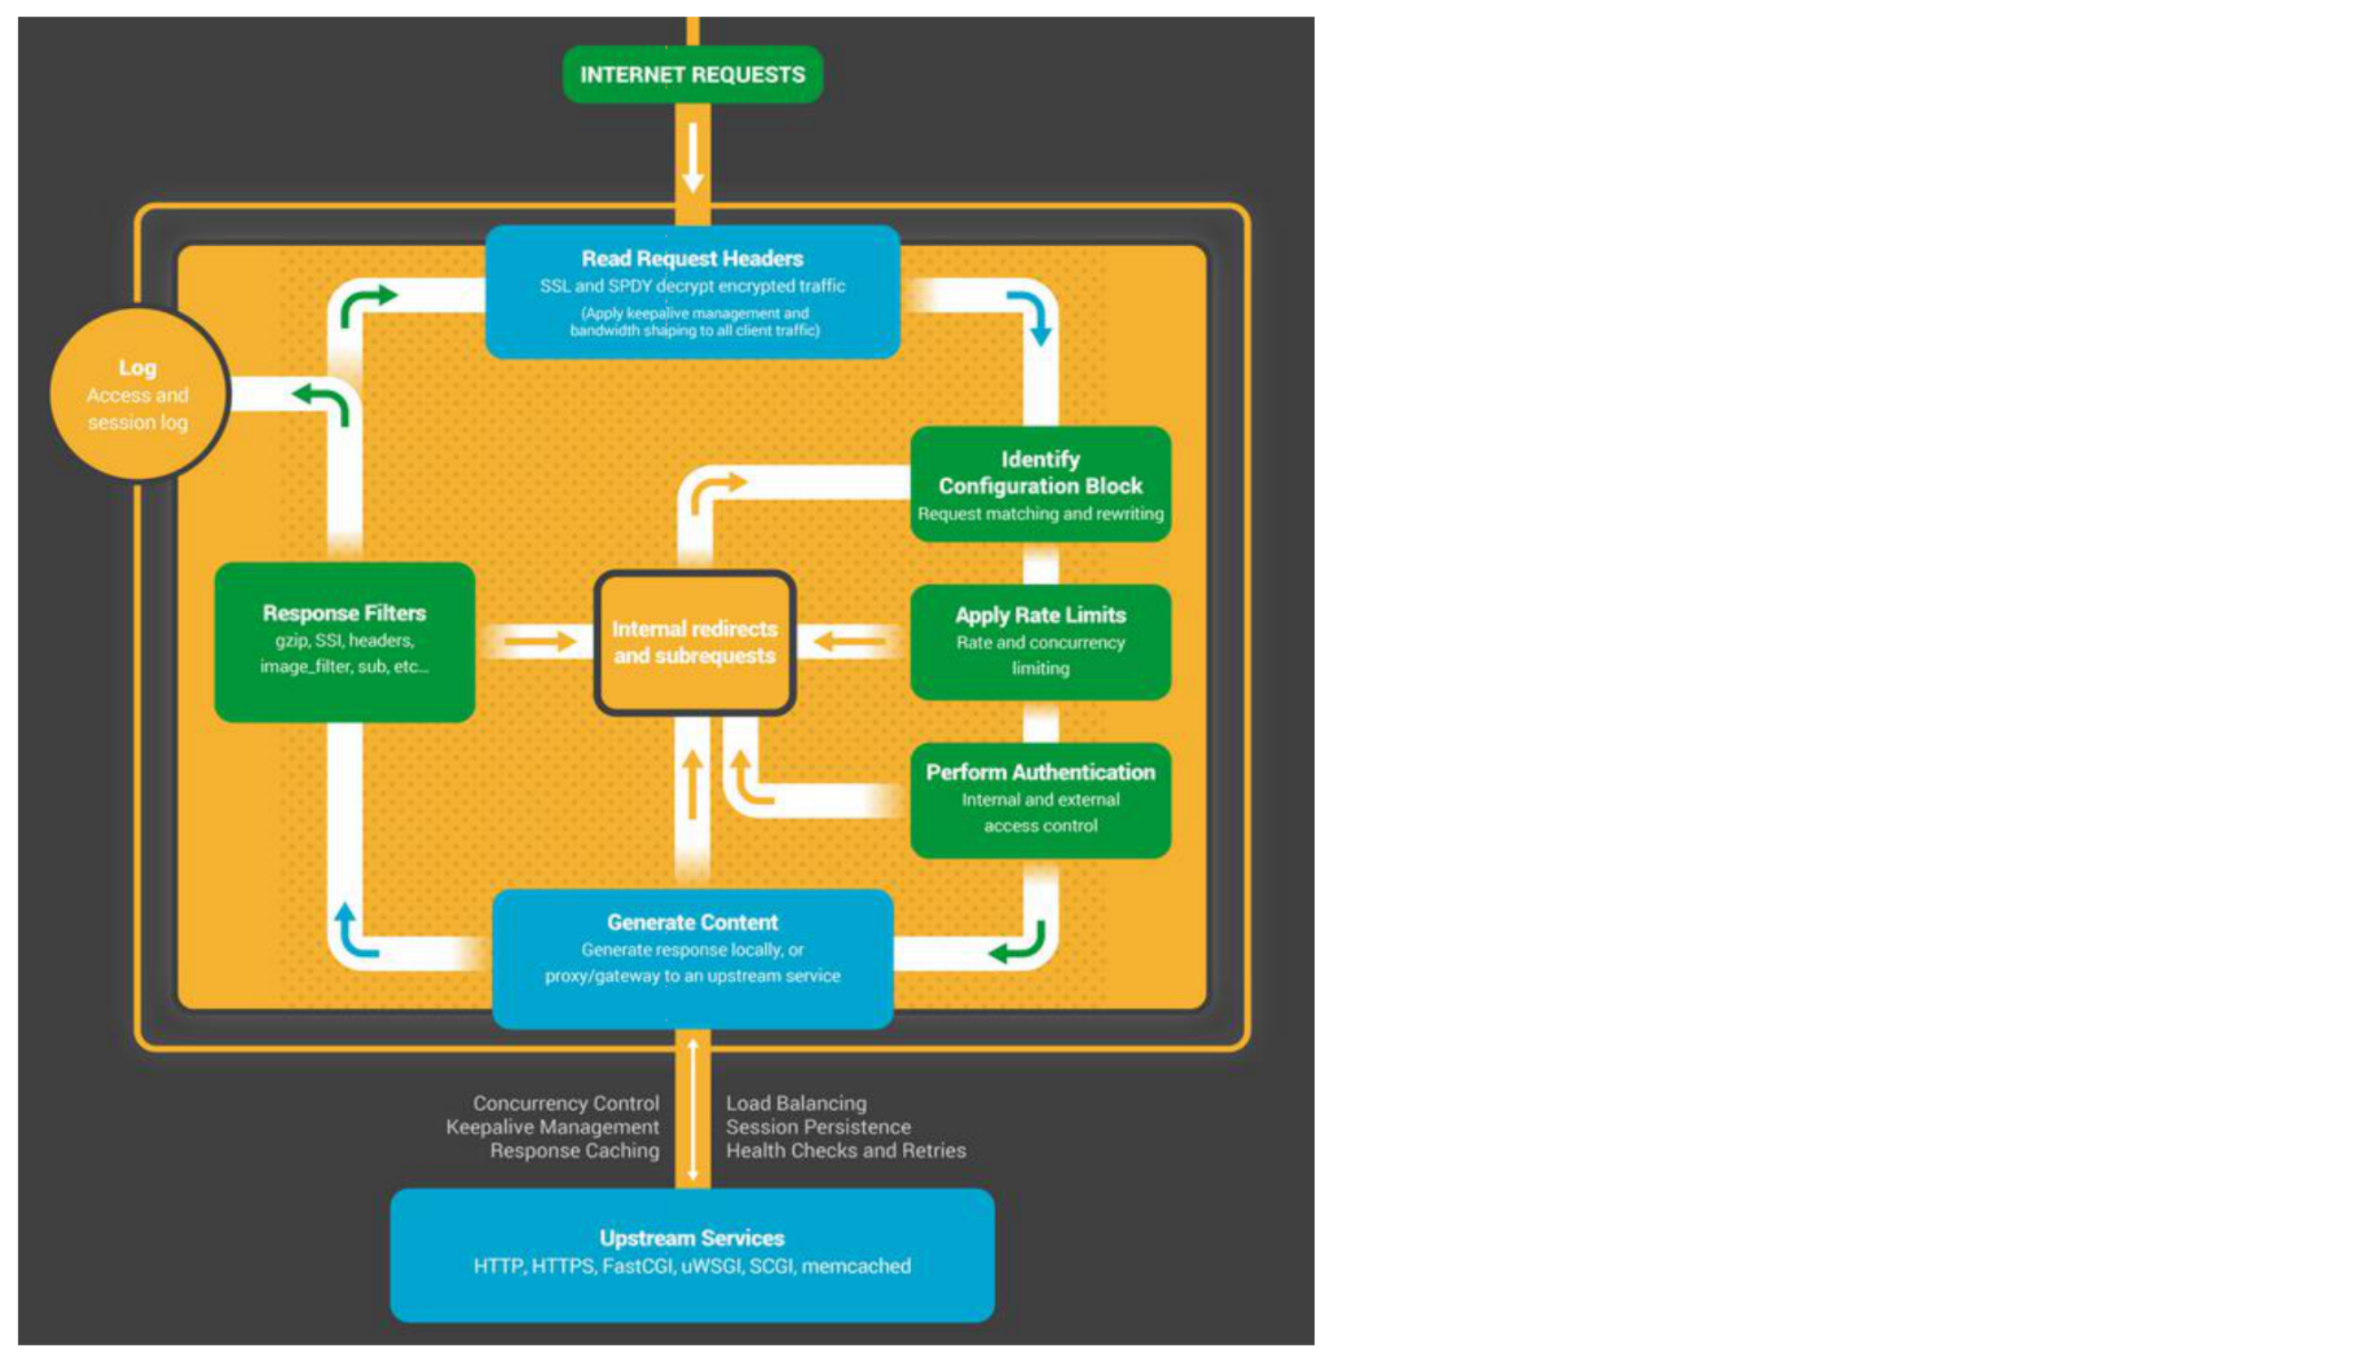 INTERNET REQUESTS
Read Request Headers
SSL and SPDY decrypt encrypted traffic
(Apply keepalive management and
bandwidth shaping to all client traffic)
Log
Access and
session log
Identify
Configuration Block
Request matching and rewriting
Response Filters
gzip, SSI, headers,
image_filter, sub, etc...
Internal redirects
and subrequests
Apply Rate Limits
Rate and concurrency
limiting
Perform Authentication
Internal and external
access control
Generate Content
Generate response locally, or
proxy/gateway to an upstream service
Concurrency Control
Keepalive Management
Response Caching
Load Balancing
Session Persistence
Health Checks and Retries
Upstream Services
HTTP, HTTPS, FastCGI, uWSGI, SCGI, memcached